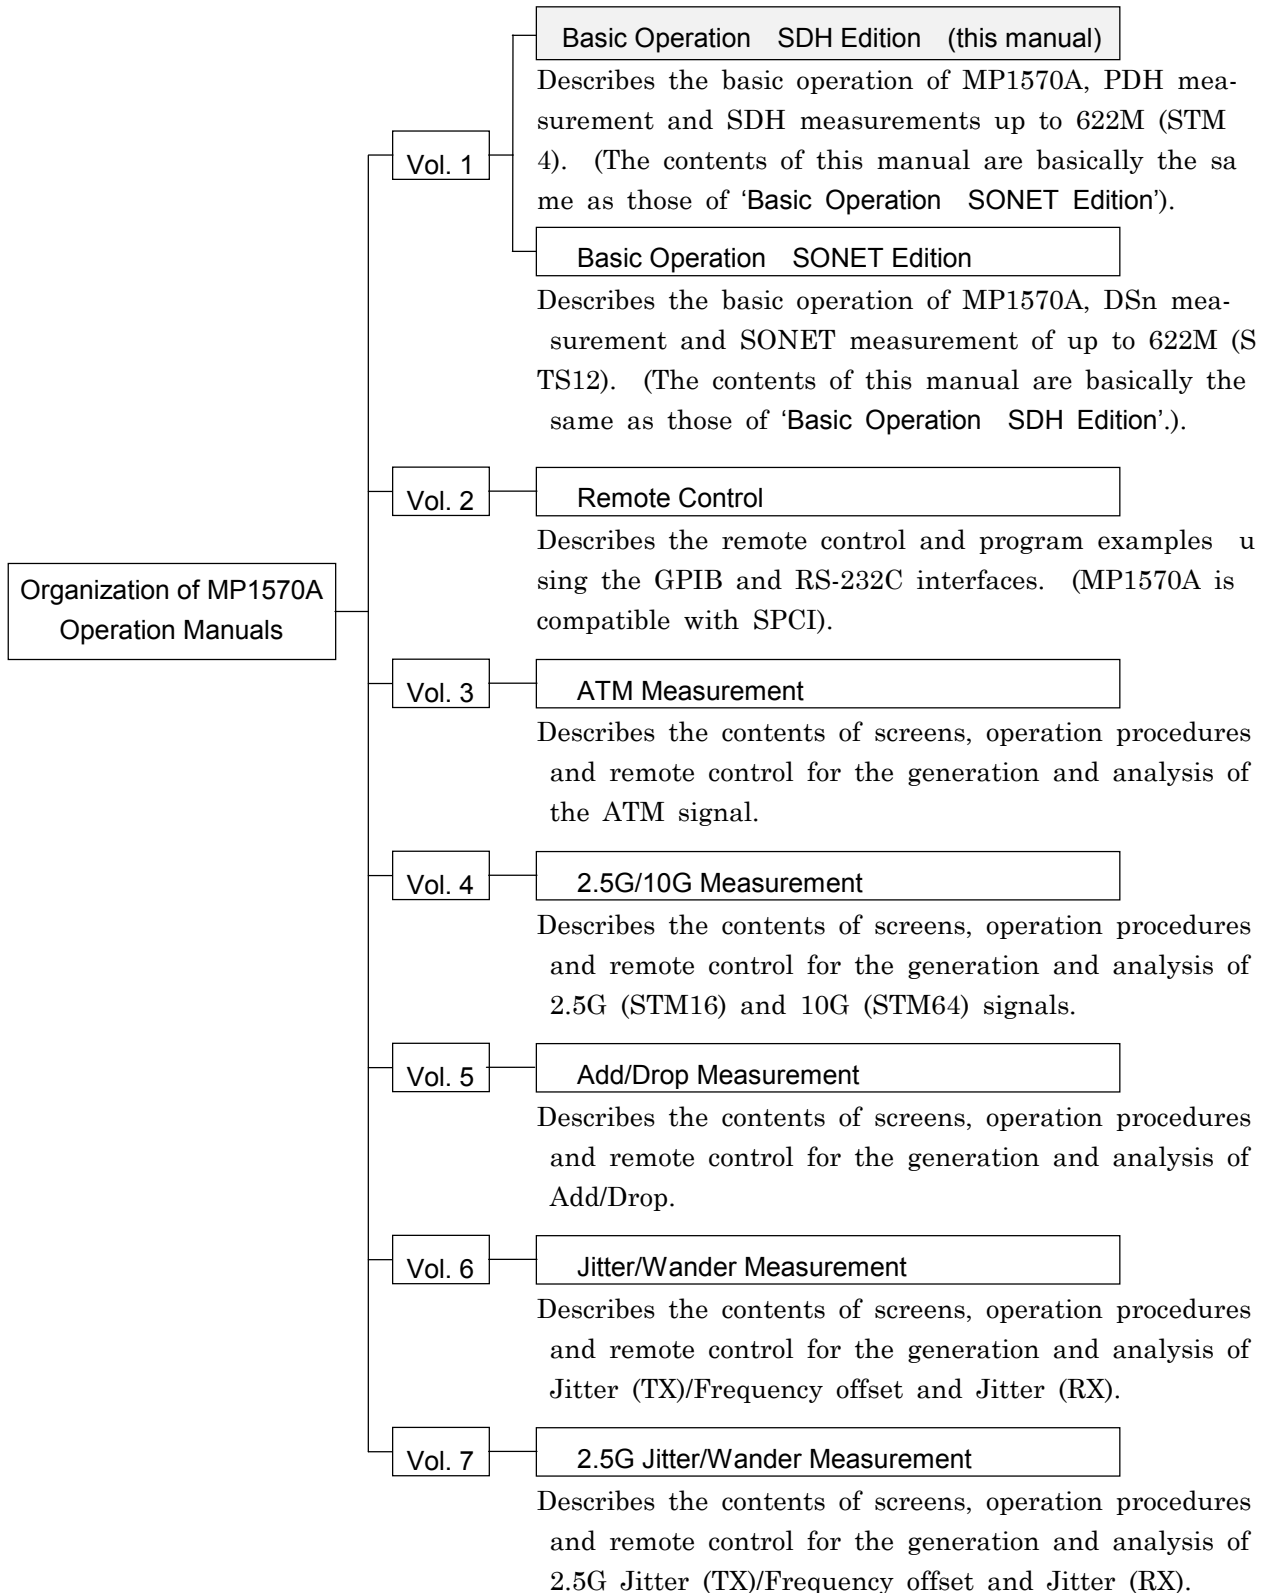 Organization of MP1570A
Operation Manuals
Vol. 1
Basic Operation SDH Edition (this manual)
Describes the basic operation of MP1570A, PDH mea-
surement and SDH measurements up to 622M (STM
4). (The contents of this manual are basically the sa
me as those of ‘Basic Operation SONET Edition’).
Basic Operation SONET Edition
Describes the basic operation of MP1570A, DSn mea-
surement and SONET measurement of up to 622M (S
TS12). (The contents of this manual are basically the
same as those of ‘Basic Operation SDH Edition’.).
Vol. 2
Remote Control
Describes the remote control and program examples u
sing the GPIB and RS-232C interfaces. (MP1570A is
compatible with SPCI).
Vol. 3
ATM Measurement
Describes the contents of screens, operation procedures
and remote control for the generation and analysis of
the ATM signal.
Vol. 4
2.5G/10G Measurement
Describes the contents of screens, operation procedures
and remote control for the generation and analysis of
2.5G (STM16) and 10G (STM64) signals.
Vol. 5
Add/Drop Measurement
Describes the contents of screens, operation procedures
and remote control for the generation and analysis of
Add/Drop.
Vol. 6
Jitter/Wander Measurement
Describes the contents of screens, operation procedures
and remote control for the generation and analysis of
Jitter (TX)/Frequency offset and Jitter (RX).
Vol. 7
2.5G Jitter/Wander Measurement
Describes the contents of screens, operation procedures
and remote control for the generation and analysis of
2.5G Jitter (TX)/Frequency offset and Jitter (RX).